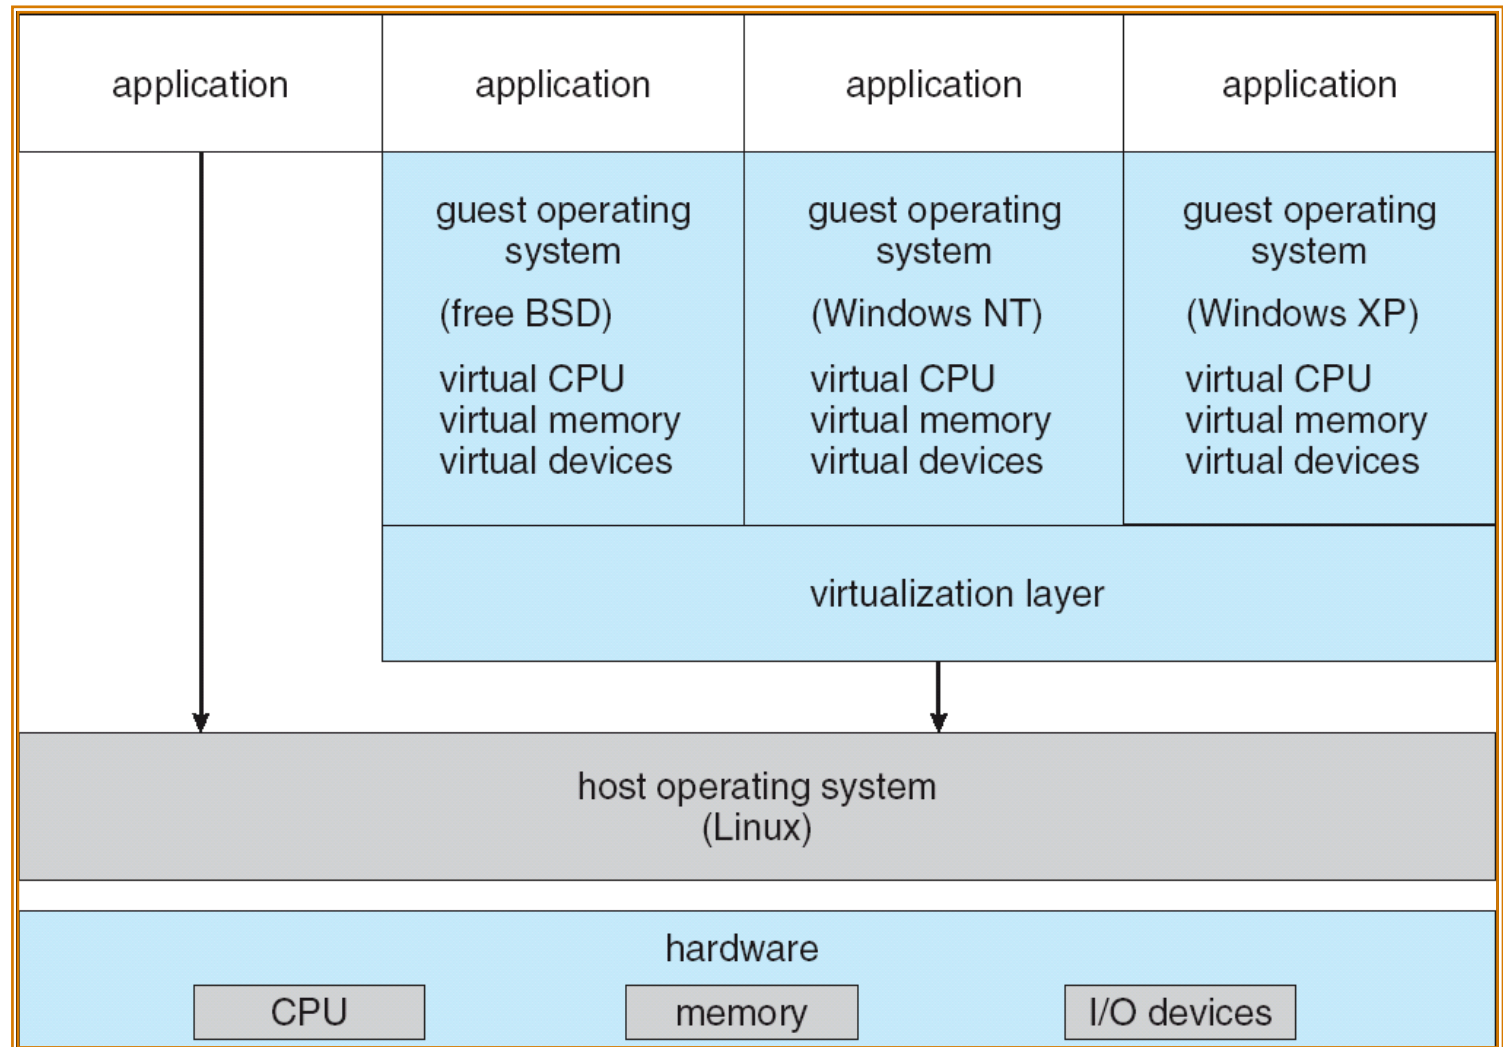 application
application
application
application
guest operating
system
(free BSD)
virtual CPU
virtual memory
virtual devices
guest operating
system
(Windows NT)
virtual CPU
virtual memory
virtual devices
guest operating
system
(Windows XP)
virtual CPU
virtual memory
virtual devices
virtualization layer
host operating system
(Linux)
hardware
CPU
memory
I/O devices